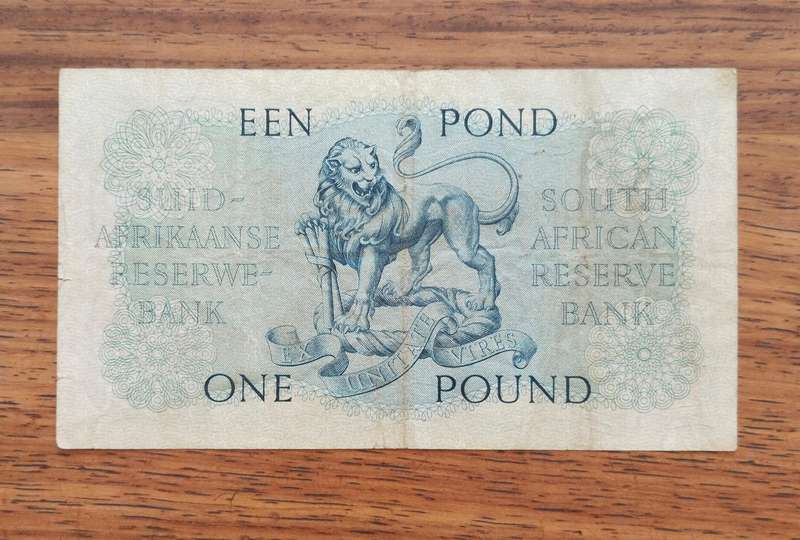 EEN POND
SUID-
AFRIKAANSE
RESERWE-
BANK
SOUTH
AFRICAN
RESERVE
BANK
EX UNITATE VIRES
ONE POUND